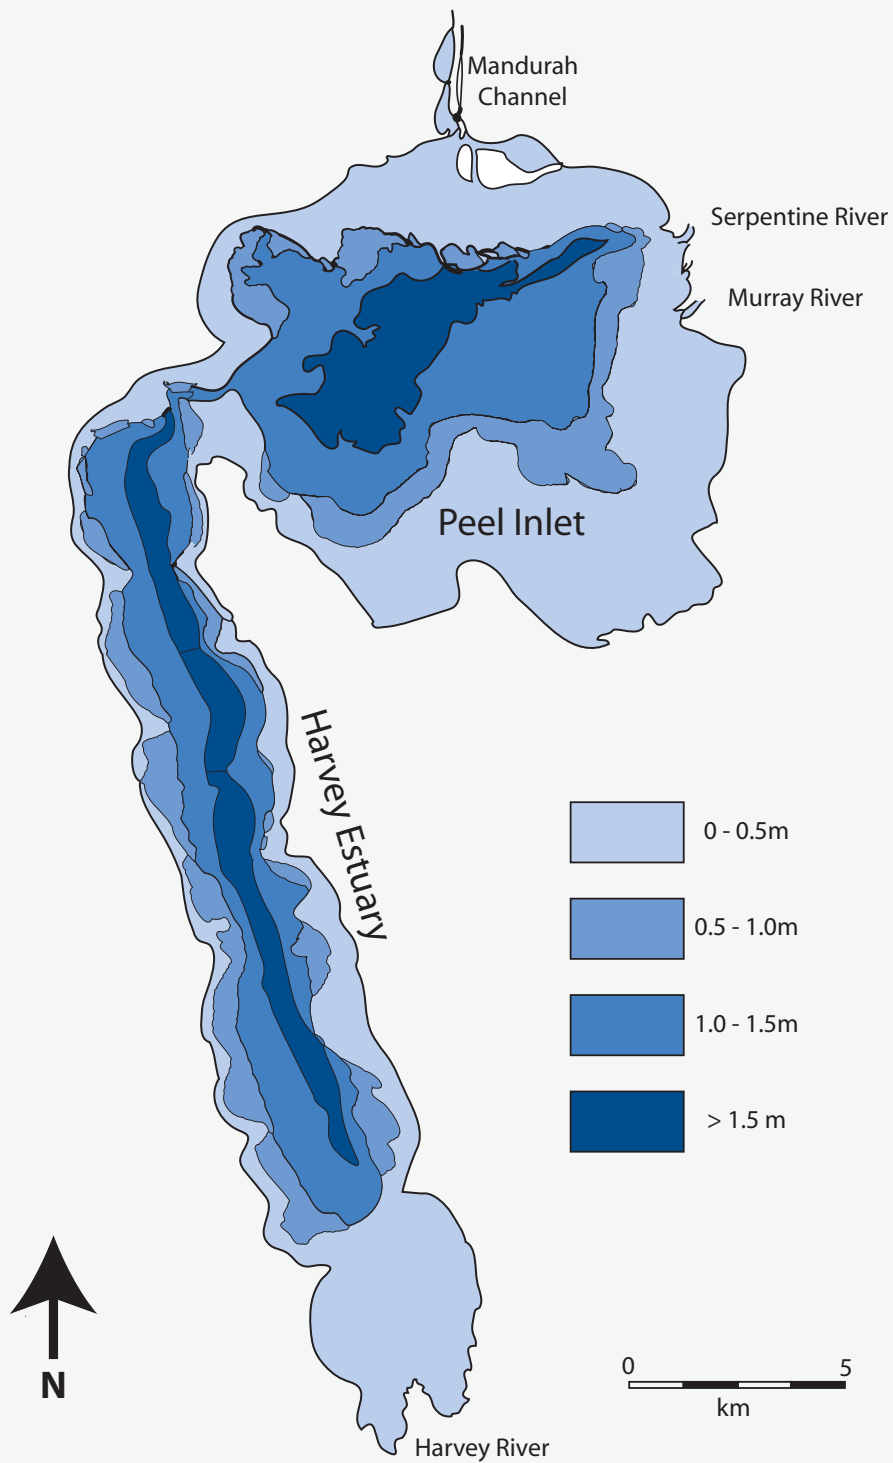 Mandurah
Channel
Serpentine River
Murray River
Peel Inlet
Harvey Estuary
0 - 0.5m
0.5 - 1.0m
1.0 - 1.5m
> 1.5 m
N
0 5
km
Harvey River